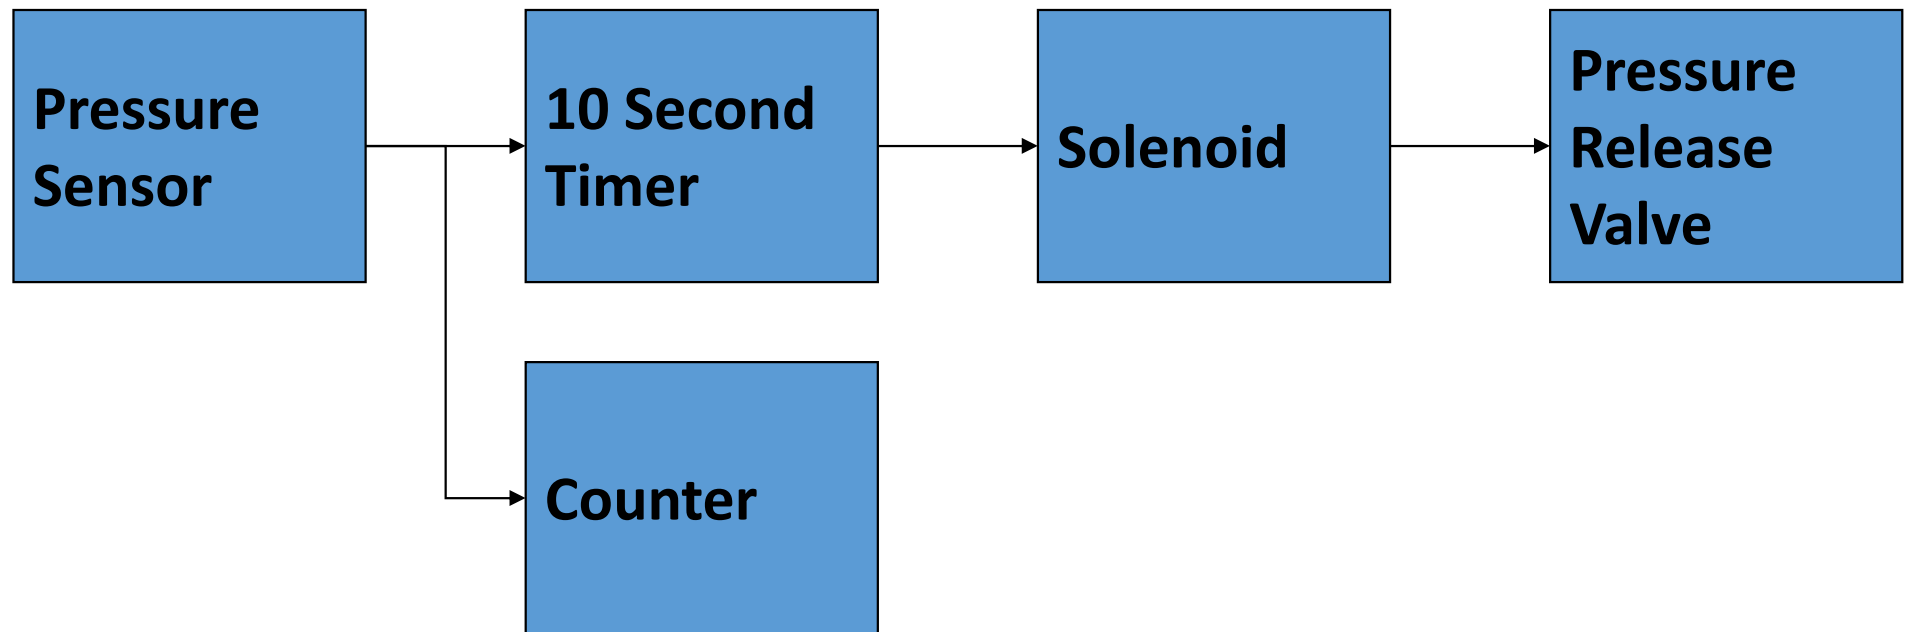 Pressure
Sensor
10 Second
Timer
Solenoid
Pressure
Release
Valve
Counter